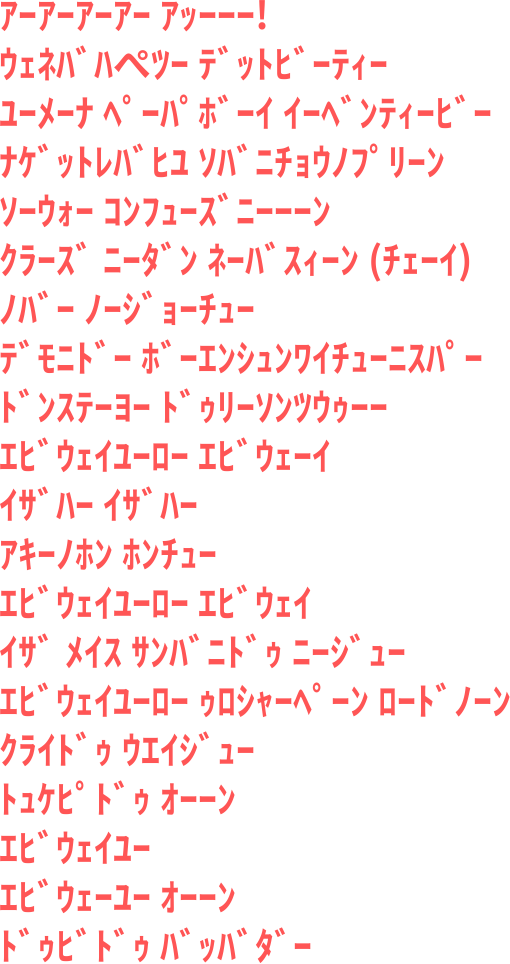 ｱｰｱｰｱｰｱｰ ｱｯｰｰｰ!
ｳｪﾈﾊﾞﾊペﾂｰ ﾃﾞｯﾄﾋﾞｰﾃｨｰ
ﾕｰﾒｰﾅ ﾍﾟｰﾊﾟﾎﾞｰｲ ｲｰﾍﾞﾝﾃｨｰﾋﾞｰ
ﾅｹﾞｯﾄﾚﾊﾞﾋﾕ ｿﾊﾞﾆﾁｮｳﾉﾌﾟﾘｰﾝ
ｿｰｳｫｰ ｺﾝﾌｭｰｽﾞﾆｰｰｰﾝ
ｸﾗｰｽﾞ ﾆｰﾀﾞﾝ ﾈｰﾊﾞｽｨｰﾝ (ﾁｪｰｲ)
ﾉﾊﾞｰ ﾉｰｼﾞｮｰﾁｭｰ
ﾃﾞﾓﾆﾄﾞｰ ﾎﾞｰｴﾝｼｭﾝﾜｲﾁｭｰﾆｽﾊﾟｰ
ﾄﾞﾝｽﾃｰﾖｰ ﾄﾞｩﾘｰｿﾝﾂｳｩｰｰ
ｴﾋﾞｳｪｲﾕｰﾛｰ ｴﾋﾞｳｪｰｲ
ｲｻﾞﾊｰ ｲｻﾞﾊｰ
ｱｷｰﾉﾎﾝ ﾎﾝﾁｭｰ
ｴﾋﾞｳｪｲﾕｰﾛｰ ｴﾋﾞｳｪｲ
ｲｻﾞ ﾒｲｽ ｻﾝﾊﾞﾆﾄﾞｩ ﾆｰｼﾞｭｰ
ｴﾋﾞｳｪｲﾕｰﾛｰ ｩﾛｼｬｰﾍﾟｰﾝ ﾛｰﾄﾞﾉｰﾝ
ｸﾗｲﾄﾞｩ ｳエｲｼﾞｭｰ
ﾄｭｹﾋﾟﾄﾞｩ ｵｰｰﾝ
ｴﾋﾞｳｪｲﾕｰ
ｴﾋﾞｳｪｰﾕｰ ｵｰｰﾝ
ﾄﾞｩﾋﾞﾄﾞｩ ﾊﾞｯﾊﾞﾀﾞｰ